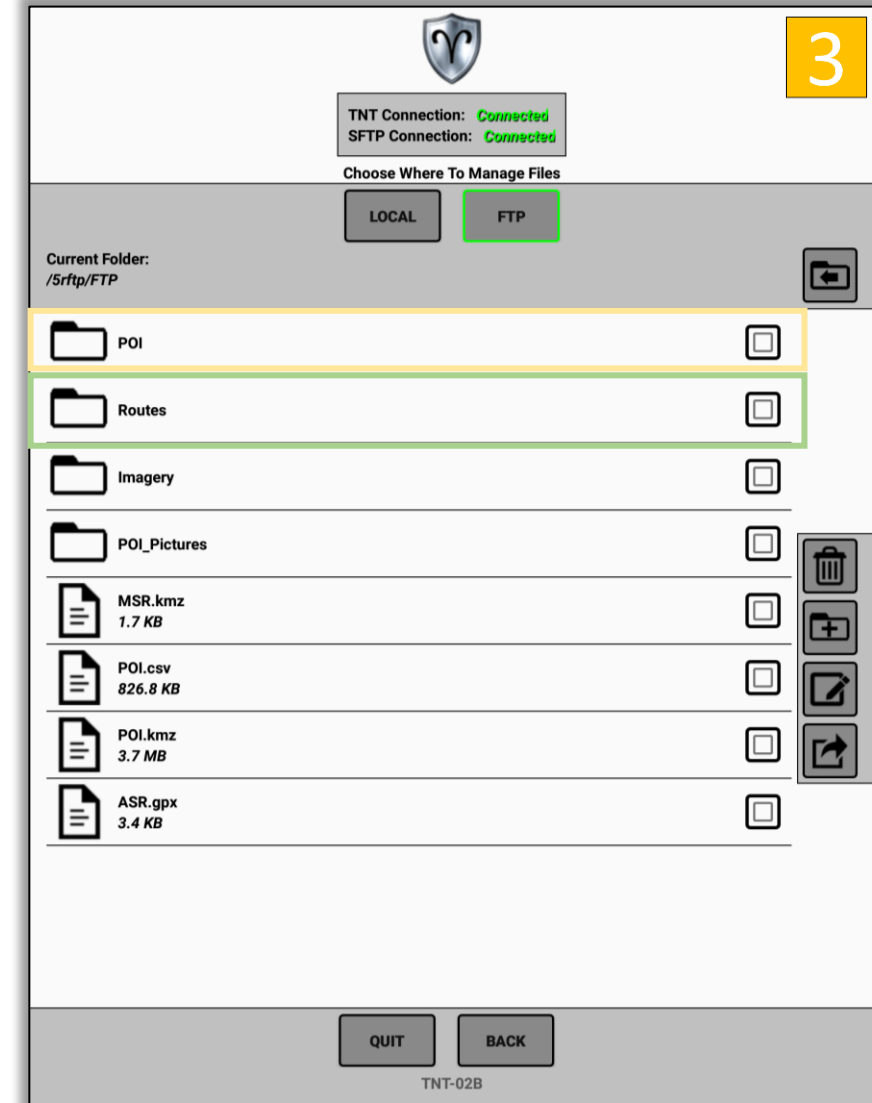 3
TNT Connection: Connected
SFTP Connection: Connected
Choose Where To Manage Files
LOCAL
FTP
Current Folder:
/5rftp/FTP
POI
Routes
Imagery
POI_Pictures
MSR.kmz
1.7 KB
POI.csv
826.8 KB
POI.kmz
3.7 MB
ASR.gpx
3.4 KB
QUIT
BACK
TNT-02B